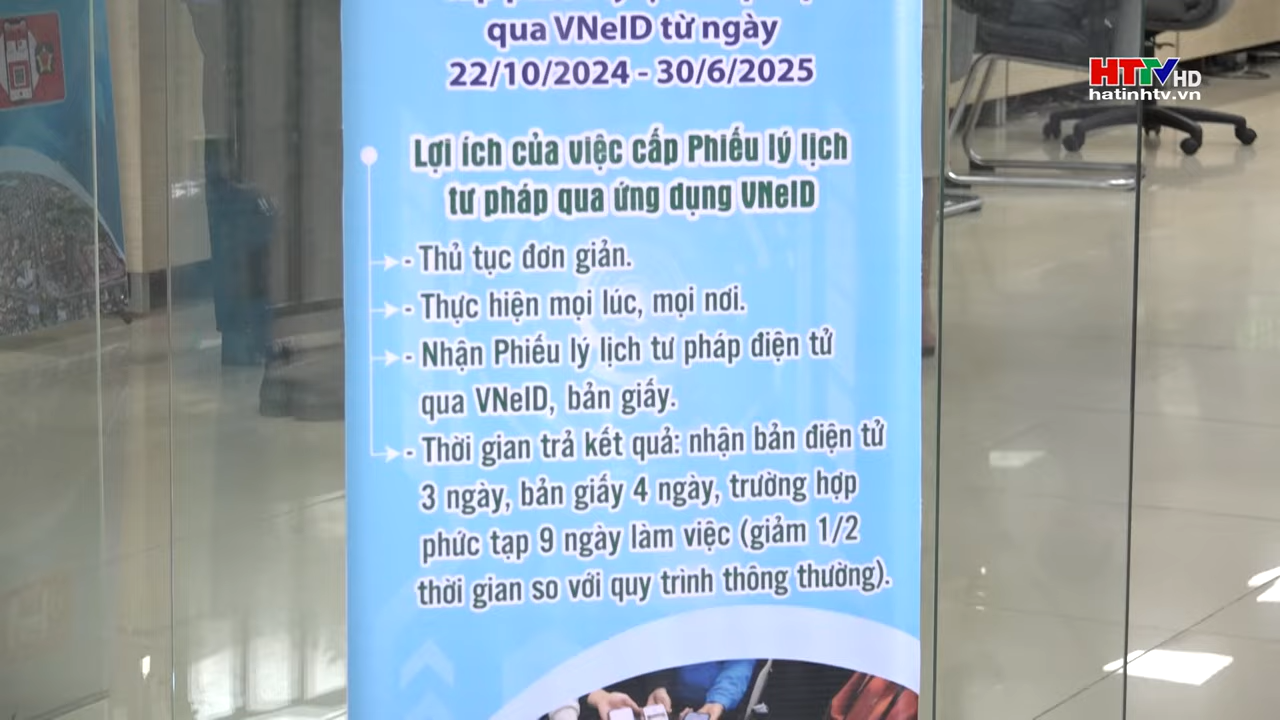 qua VNeID từ ngày
22/10/2024 - 30/6/2025
Lợi ích của việc cấp Phiếu lý lịch
tư pháp qua ứng dụng VNeID
- Thủ tục đơn giản.
- Thực hiện mọi lúc, mọi nơi.
- Nhận Phiếu lý lịch tư pháp điện tử
qua VNeID, bản giấy.
- Thời gian trả kết quả: nhận bản điện tử
3 ngày, bản giấy 4 ngày, trường hợp
phức tạp 9 ngày làm việc (giảm 1/2
thời gian so với quy trình thông thường).
HTTV HD
hatinhtv.vn